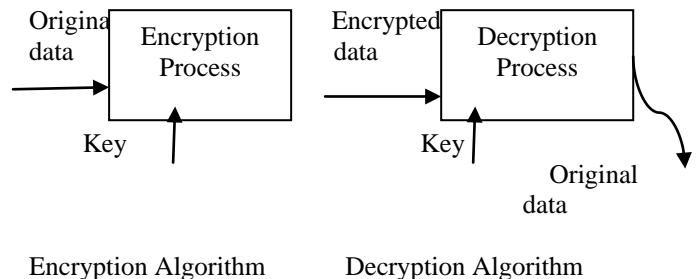 Origina
data
Encryption
Process
Key
Encrypted
data
Decryption
Process
Key
Original
data
Encryption Algorithm
Decryption Algorithm